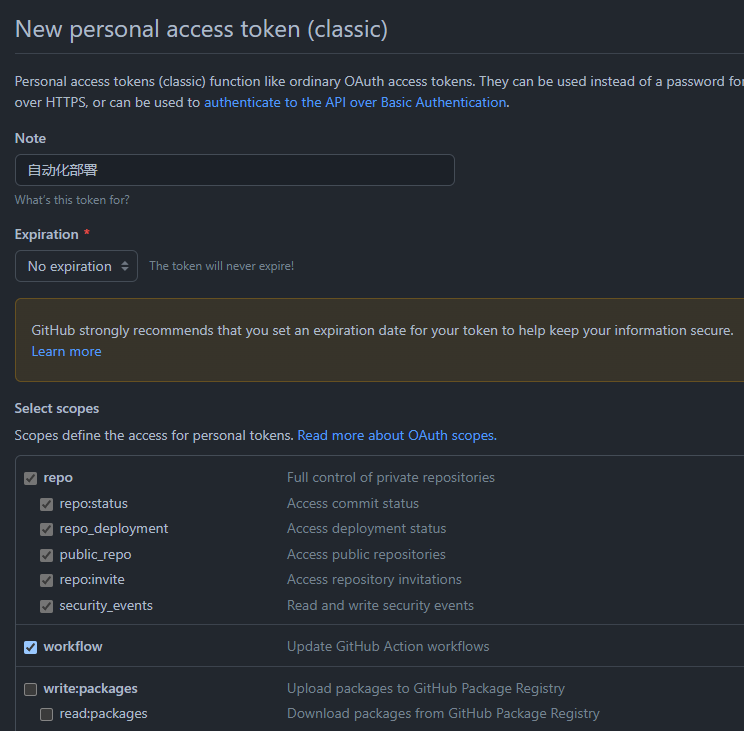 New personal access token (classic)
Personal access tokens (classic) function like ordinary OAuth access tokens. They can be used instead of a password for
over HTTPS, or can be used to authenticate to the API over Basic Authentication.
Note
自动化部署
What's this token for?
Expiration *
No expiration The token will never expire!
GitHub strongly recommends that you set an expiration date for your token to help keep your information secure.
Learn more
Select scopes
Scopes define the access for personal tokens. Read more about OAuth scopes.
repo Full control of private repositories
repo:status Access commit status
repo_deployment Access deployment status
public_repo Access public repositories
repo:invite Access repository invitations
security_events Read and write security events
workflow Update GitHub Action workflows
write:packages Upload packages to GitHub Package Registry
read:packages Download packages from GitHub Package Registry